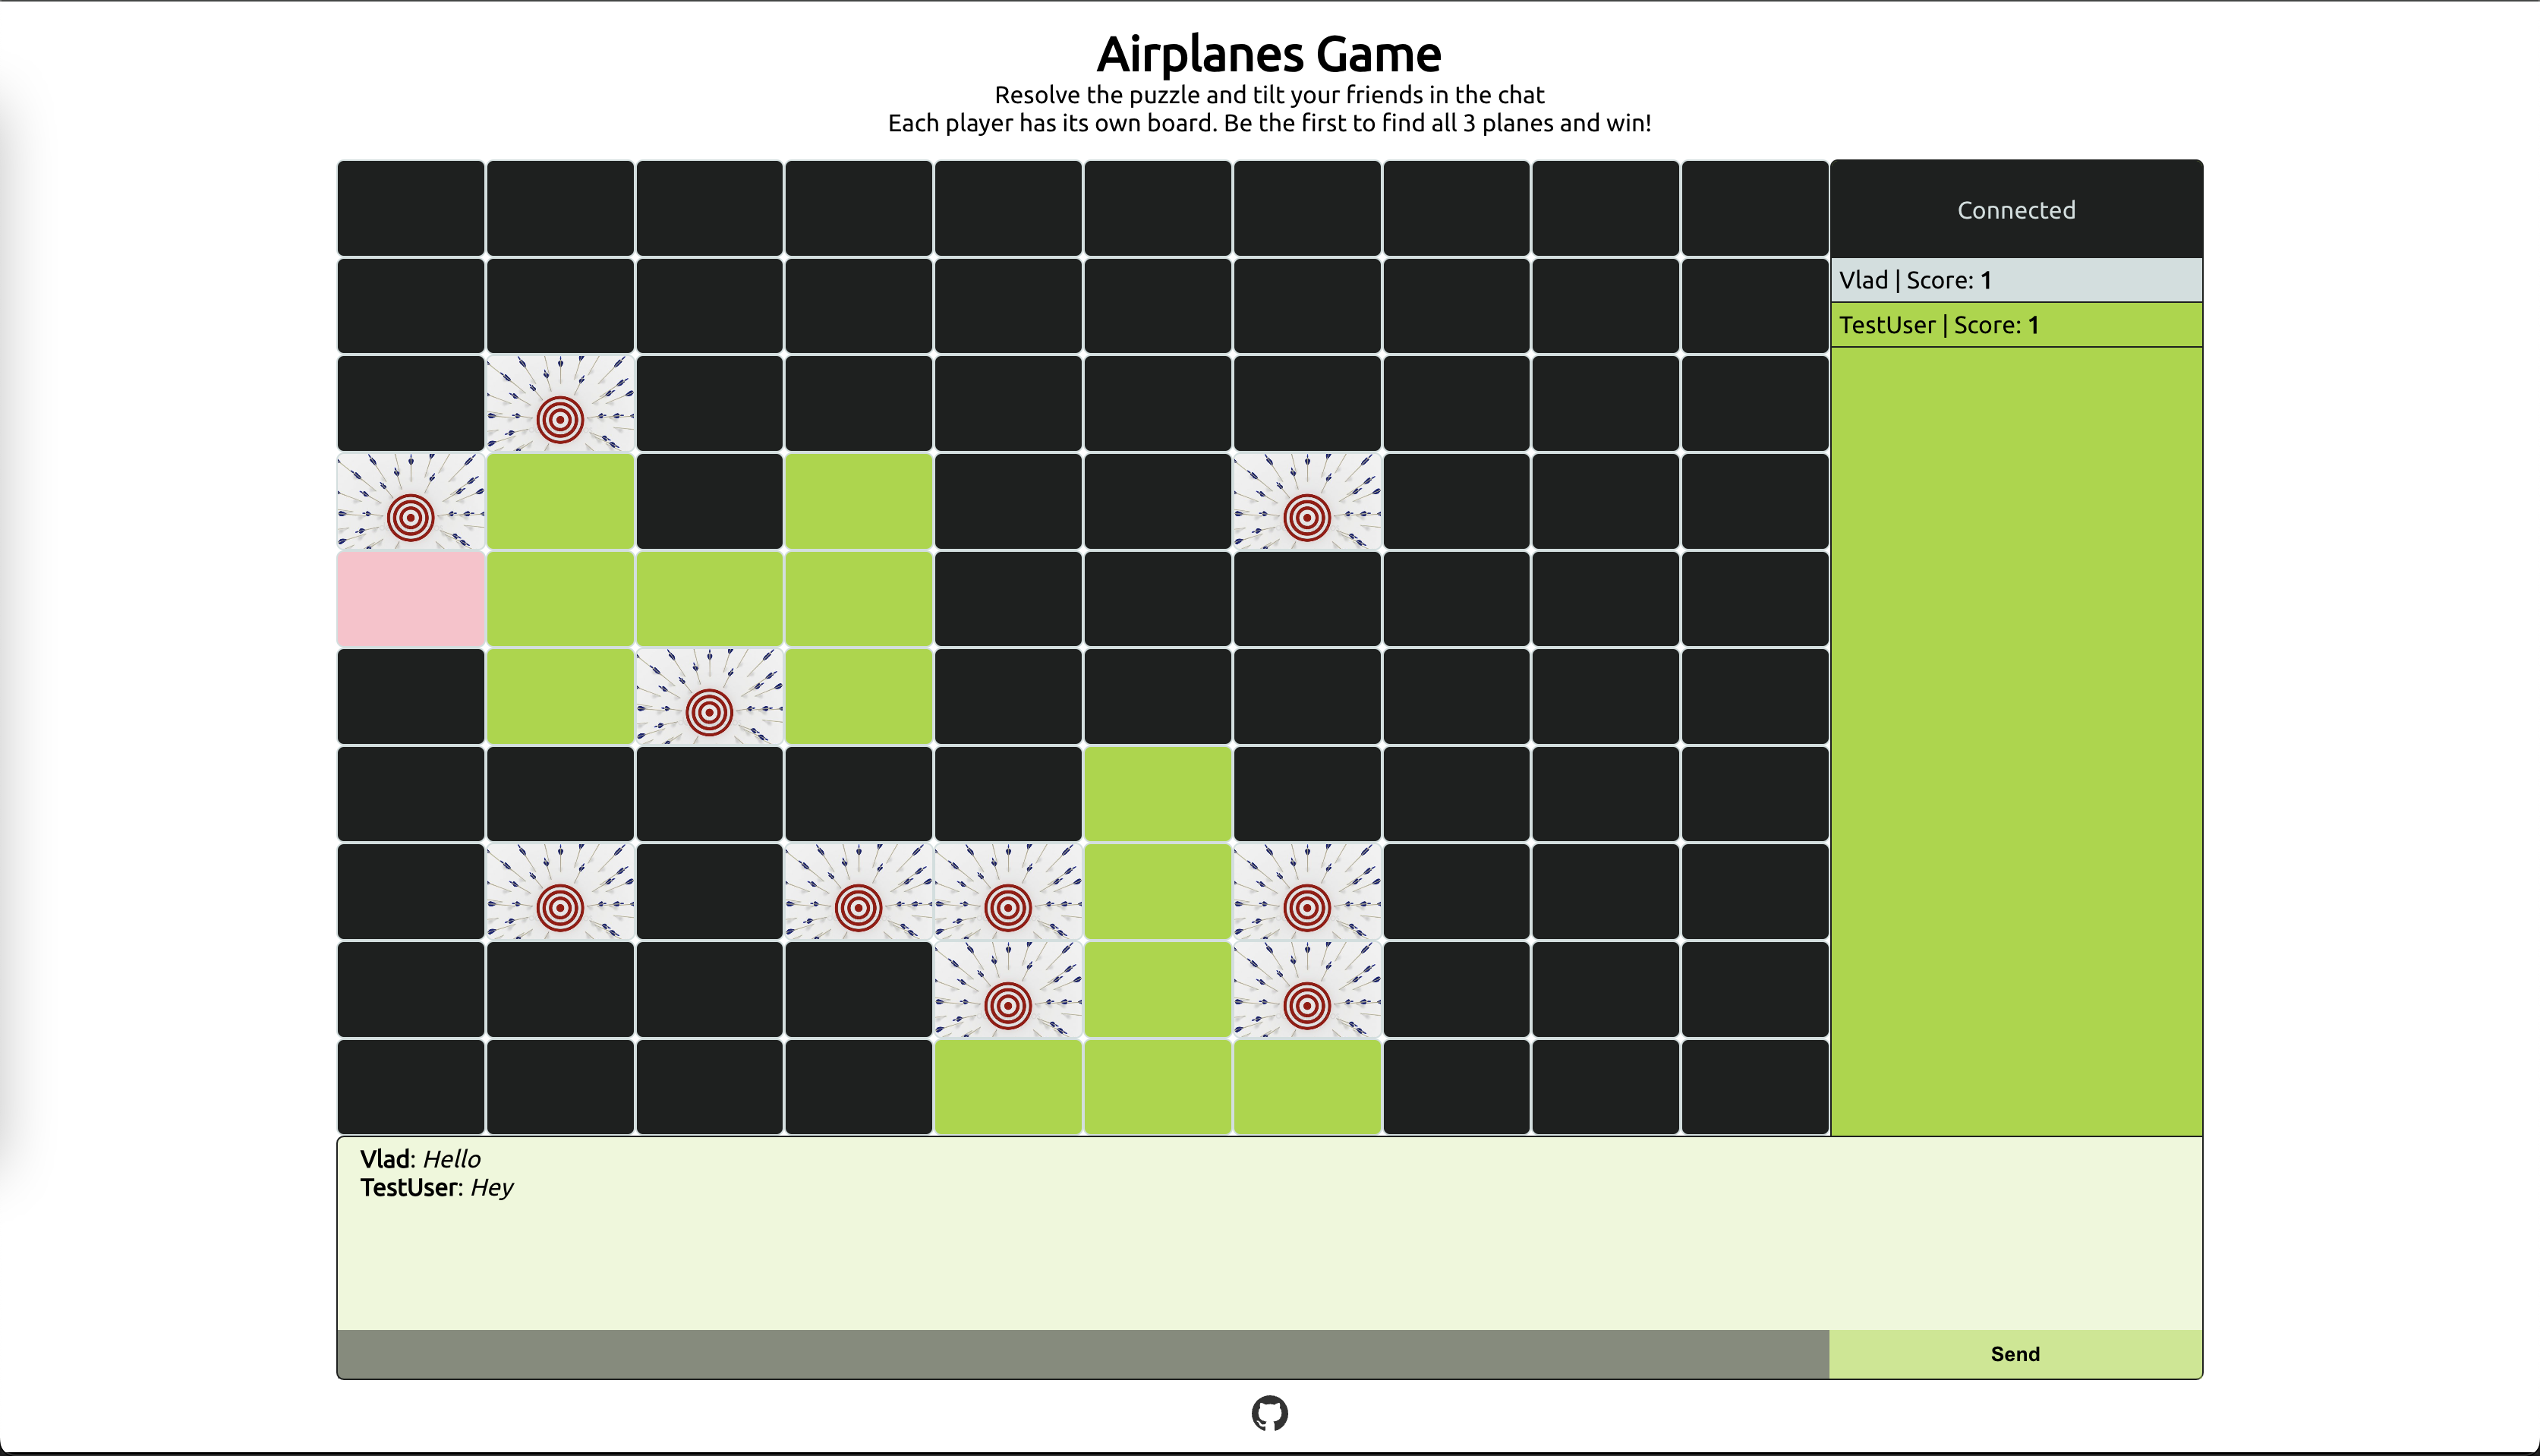 Airplanes Game
Resolve the puzzle and tilt your friends in the chat
Each player has its own board. Be the first to find all 3 planes and win!
Connected
Vlad | Score: 1
TestUser | Score: 1
Vlad: Hello
TestUser: Hey
Send